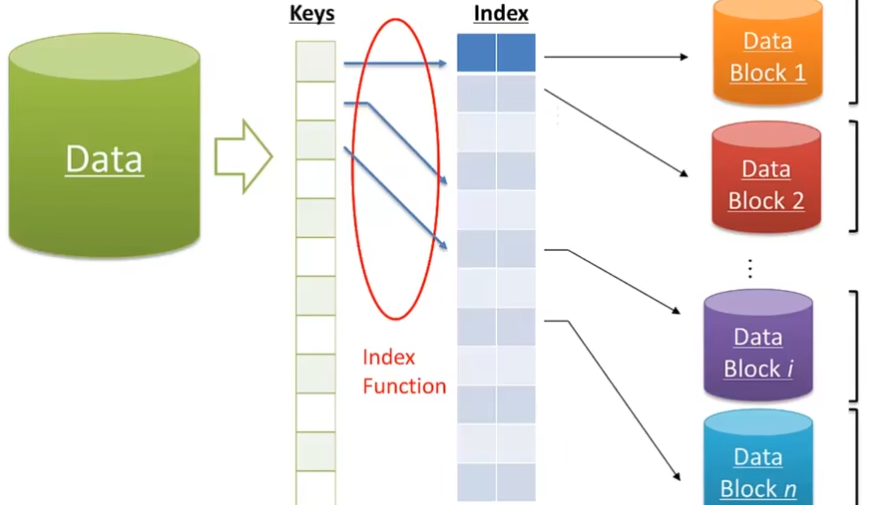 Keys
Index
Data
Data
Block 1
Data
Block 2
⋮
Index
Function
Data
Block i
Data
Block n